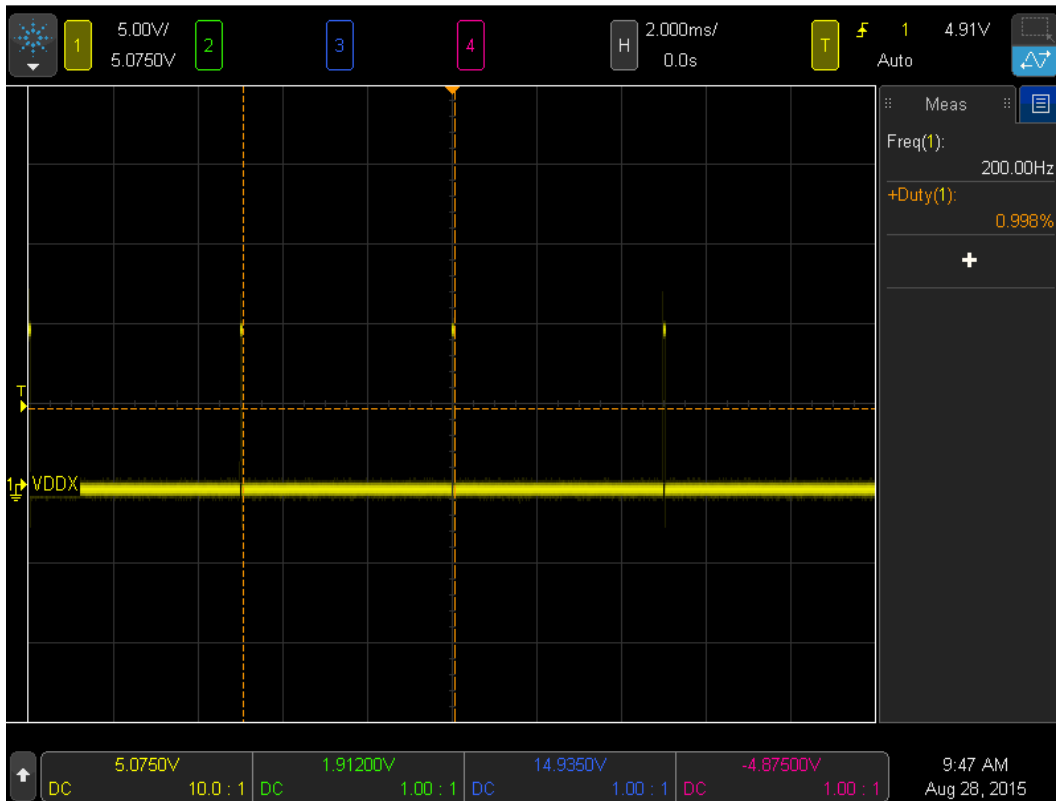 1
5.00V/
5.0750V
2
3
4
H
2.000ms/
0.0s
T
1
4.91V
Auto
Meas
Freq(1):
200.00Hz
+Duty(1):
0.998%
T
1
VDDX
5.0750V
DC
10.0 : 1
1.91200V
DC
1.00 : 1
14.9350V
DC
1.00 : 1
-4.87500V
DC
1.00 : 1
9:47 AM
Aug 28, 2015